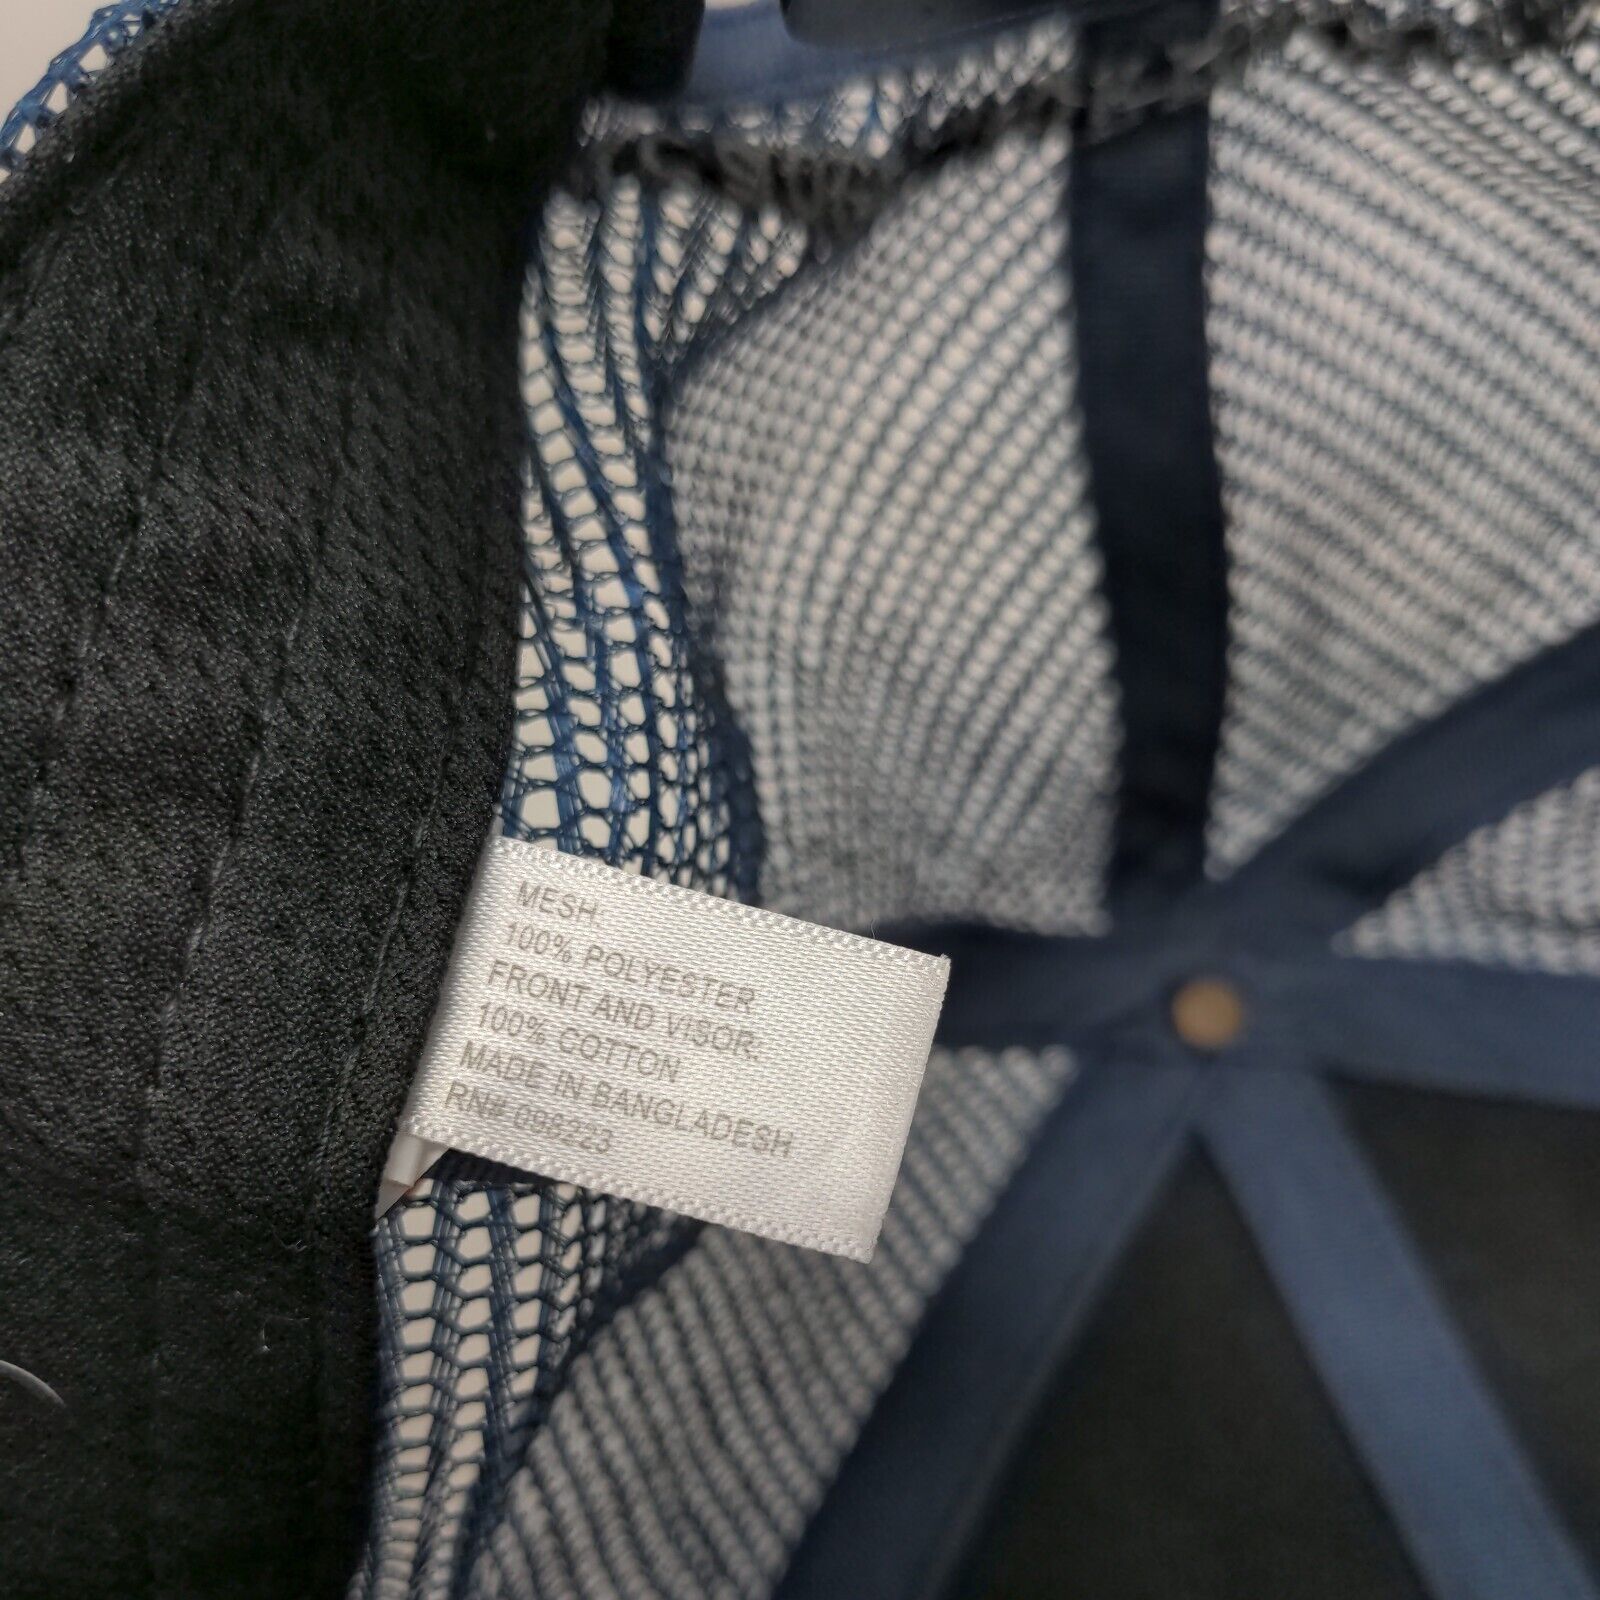 MESH:
100% POLYESTER
FRONT AND VISOR:
100% COTTON
MADE IN BANGLADESH
RN# 098223